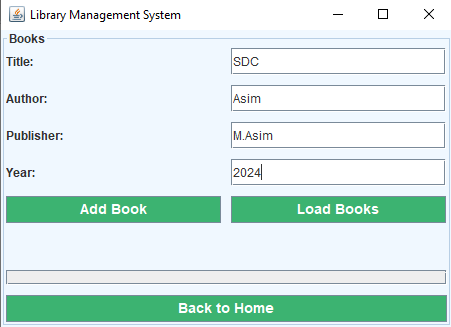 Library Management System
Books
Title: SDC
Author: Asim
Publisher: M.Asim
Year: 2024
Add Book Load Books
Back to Home